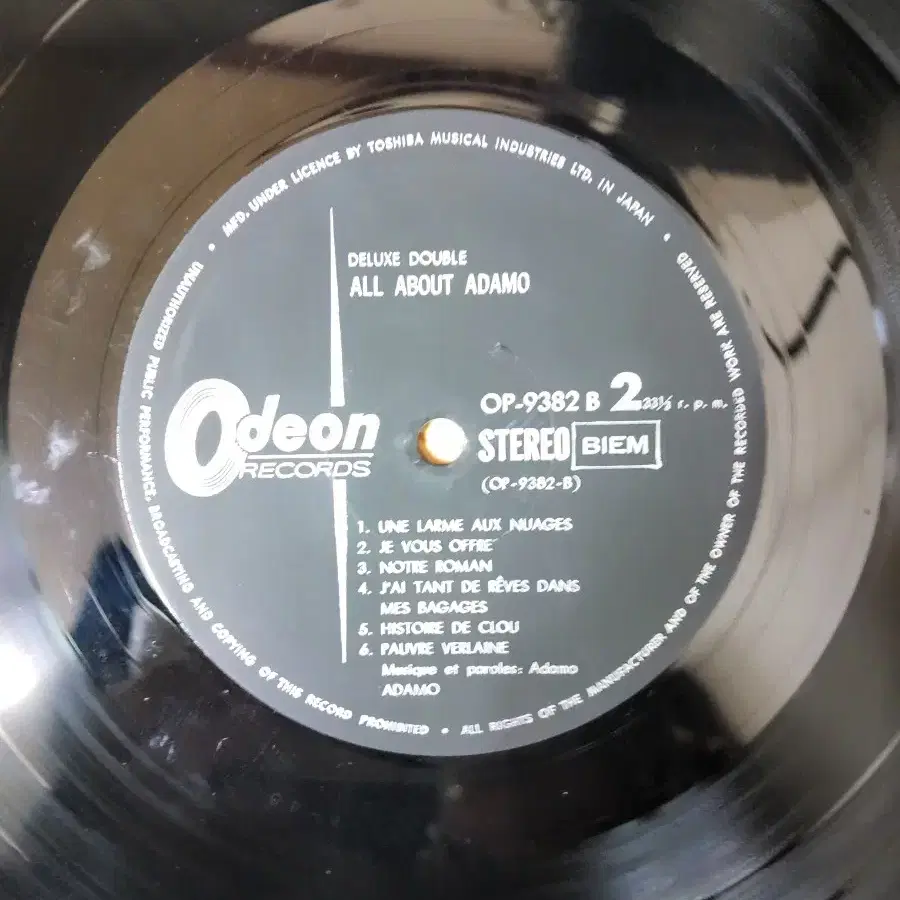 MFD. UNDER LICENCE BY TOSHIBA MUSICAL INDUSTRIES LTD. IN JAPAN
DELUXE DOUBLE
ALL ABOUT ADAMO
Odeon
RECORDS
OP-9382 B 2 33⅓ r. p. m.
STEREO BIEM
(OP-9382-B)
1. UNE LARME AUX NUAGES
2. JE VOUS OFFRE
3. NOTRE ROMAN
4. J'AI TANT DE RÊVES DANS
MES BAGAGES
5. HISTOIRE DE CLOU
6. PAUVRE VERLAINE
Musique et paroles: Adamo
ADAMO
UNAUTHORIZED PUBLIC PERFORMANCE, BROADCASTING AND COPYING OF THIS RECORD PROHIBITED • ALL RIGHTS OF THE MANUFACTURER AND OF THE OWNER OF THE RECORDED WORK ARE RESERVED